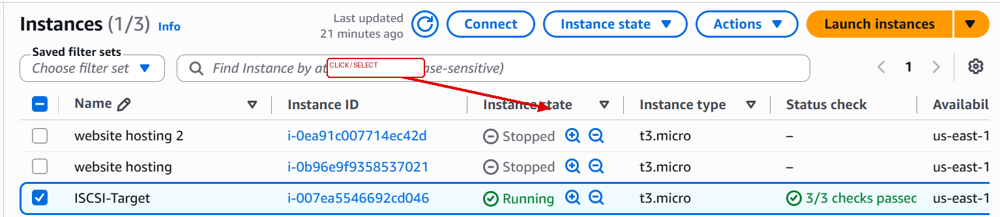 Instances (1/3) Info
Last updated
21 minutes ago
Connect
Instance state
Actions
Launch instances
Saved filter sets
Choose filter set
Find Instance by at
CLICK / SELECT
ase-sensitive)
1
Name Instance ID Instance state Instance type Status check Availabil
website hosting 2 i-0ea91c007714ec42d Stopped t3.micro – us-east-1
website hosting i-0b96e9f9358537021 Stopped t3.micro – us-east-1
ISCSI-Target i-007ea5546692cd046 Running t3.micro 3/3 checks passed us-east-1